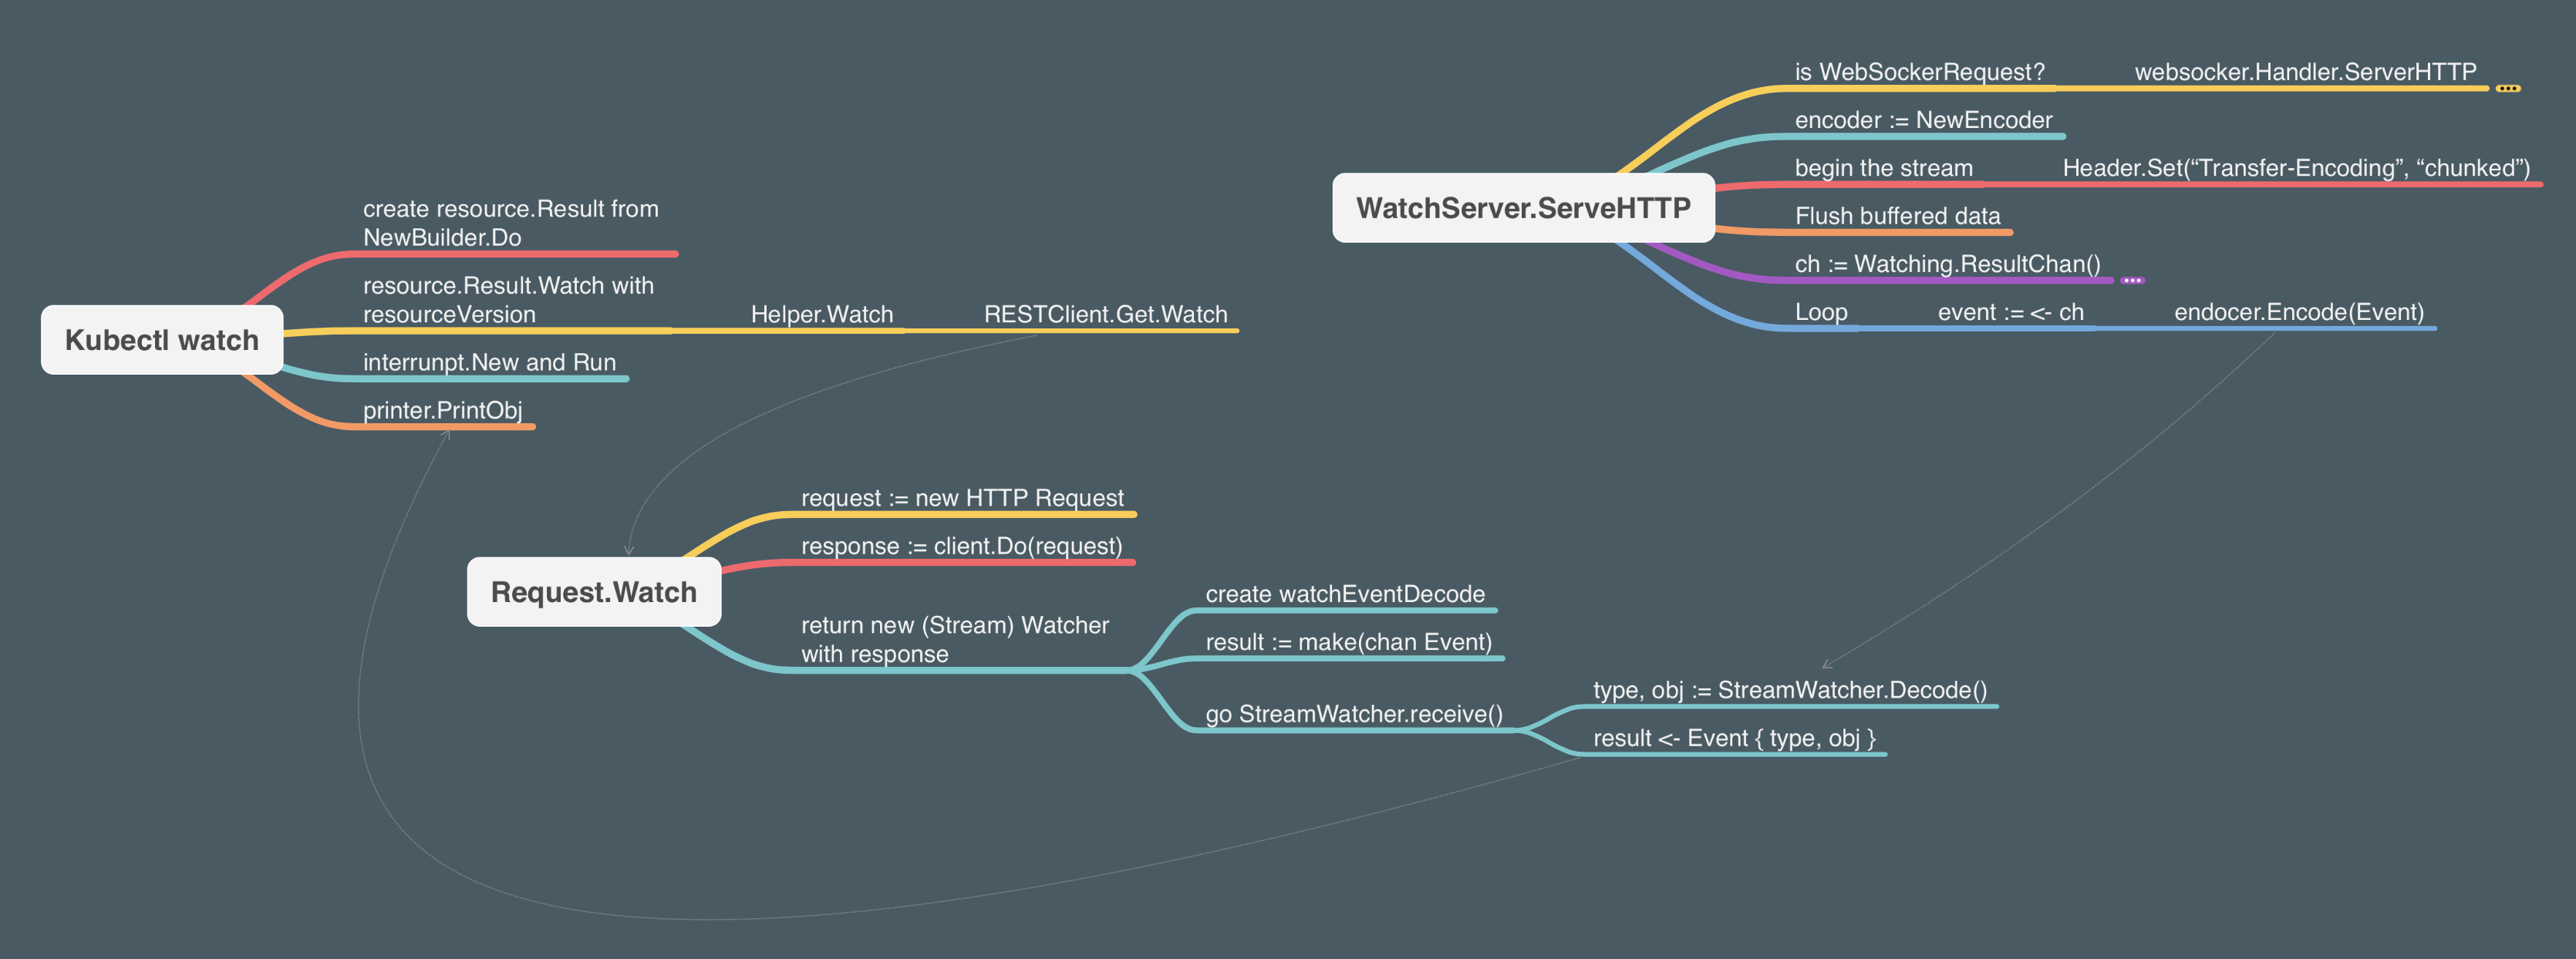 Kubectl watch
create resource.Result from
NewBuilder.Do
resource.Result.Watch with
resourceVersion
Helper.Watch
RESTClient.Get.Watch
interrunpt.New and Run
printer.PrintObj
WatchServer.ServeHTTP
is WebSockerRequest?
websocker.Handler.ServerHTTP
encoder := NewEncoder
begin the stream
Header.Set(“Transfer-Encoding”, “chunked”)
Flush buffered data
ch := Watching.ResultChan()
Loop
event := <- ch
endocer.Encode(Event)
Request.Watch
request := new HTTP Request
response := client.Do(request)
return new (Stream) Watcher
with response
create watchEventDecode
result := make(chan Event)
go StreamWatcher.receive()
type, obj := StreamWatcher.Decode()
result <- Event { type, obj }